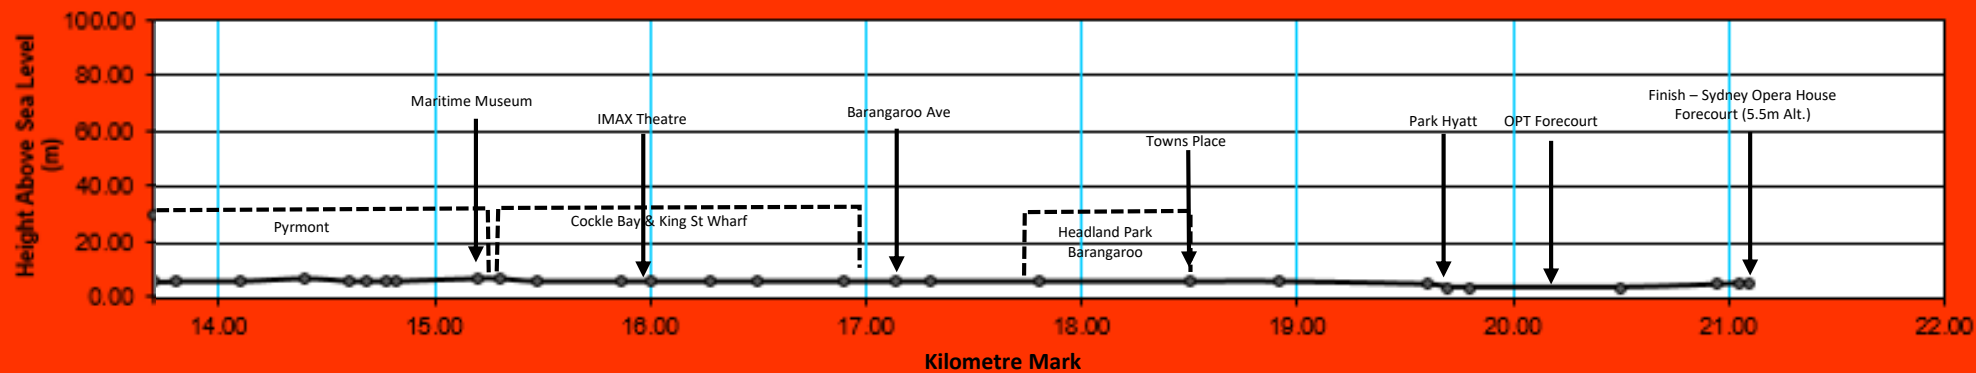 100.00
80.00
60.00
40.00
20.00
0.00
Height Above Sea Level
(m)
Maritime Museum
IMAX Theatre
Barangaroo Ave
Towns Place
Park Hyatt
OPT Forecourt
Finish – Sydney Opera House
Forecourt (5.5m Alt.)
Pyrmont
Cockle Bay & King St Wharf
Headland Park
Barangaroo
14.00
15.00
16.00
17.00
18.00
19.00
20.00
21.00
22.00
Kilometre Mark